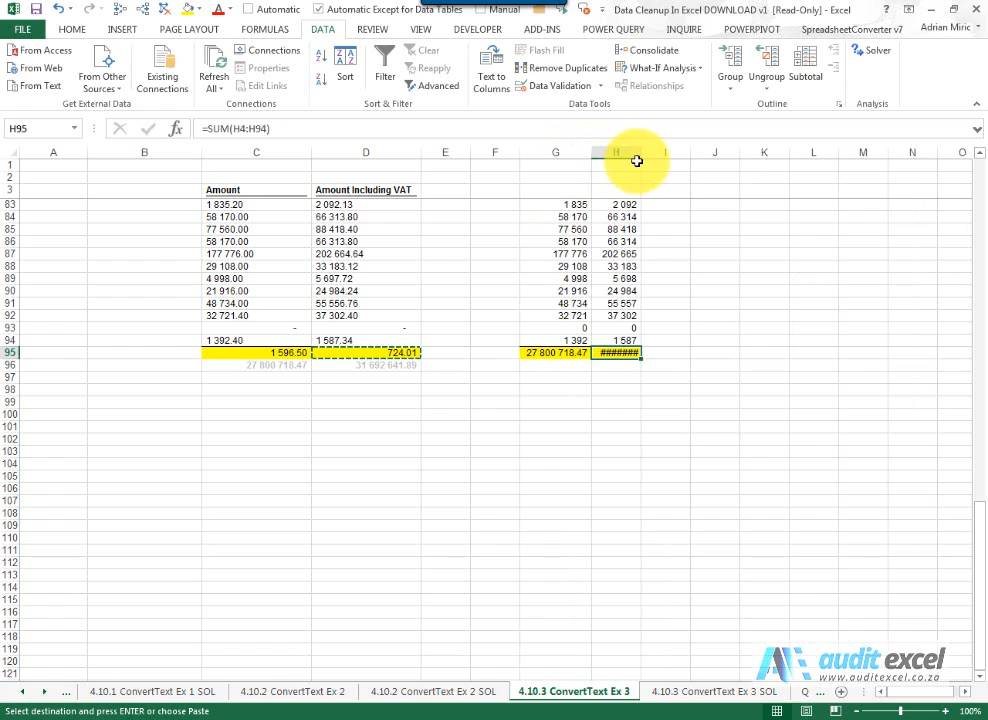 Automatic Automatic Except for Data Tables Manual Data Cleanup In Excel DOWNLOAD v1 [Read-Only] - Excel ?
FILE HOME INSERT PAGE LAYOUT FORMULAS DATA REVIEW VIEW DEVELOPER ADD-INS POWER QUERY INQUIRE POWERPIVOT SpreadsheetConverter v7 Adrian Miric
From Access
From Web
From Text
From Other
Sources
Existing
Connections
Get External Data
Refresh
All
Connections
Properties
Edit Links
Connections
Sort
Filter
Clear
Reapply
Advanced
Sort & Filter
Text to
Columns
Flash Fill
Remove Duplicates
Data Validation
Consolidate
What-If Analysis
Relationships
Data Tools
Group
Ungroup
Subtotal
Outline
Solver
Analysis
H95 fx =SUM(H4:H94)
A B C D E F G H I J K L M N O
1
2
3 Amount Amount Including VAT
83 1 835.20 2 092.13 1 835 2 092
84 58 170.00 66 313.80 58 170 66 314
85 77 560.00 88 418.40 77 560 88 418
86 58 170.00 66 313.80 58 170 66 314
87 177 776.00 202 664.64 177 776 202 665
88 29 108.00 33 183.12 29 108 33 183
89 4 998.00 5 697.72 4 998 5 698
90 21 916.00 24 984.24 21 916 24 984
91 48 734.00 55 556.76 48 734 55 557
92 32 721.40 37 302.40 32 721 37 302
93 - - 0 0
94 1 392.40 1 587.34 1 392 1 587
95 1 596.50 724.01 27 800 718.47 #######
96 27 800 718.47 31 692 641.89
97
98
99
100
101
102
103
104
105
106
107
108
109
110
111
112
113
114
115
116
117
118
119
120
121
audit excel
www.auditexcel.co.za
... 4.10.1 ConvertText Ex 1 SOL 4.10.2 ConvertText Ex 2 4.10.2 ConvertText Ex 2 SOL 4.10.3 ConvertText Ex 3 4.10.3 ConvertText Ex 3 SOL Q ...
Select destination and press ENTER or choose Paste 100%